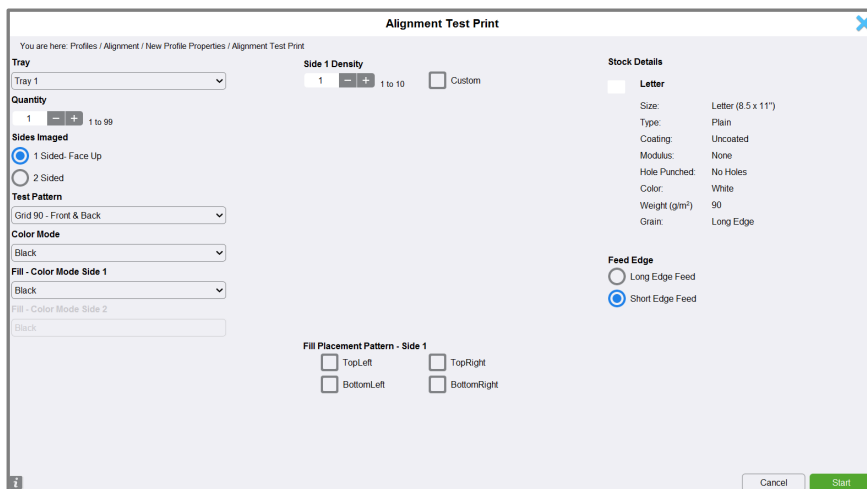 Alignment Test Print
You are here: Profiles / Alignment / New Profile Properties / Alignment Test Print
Tray
Tray 1
Quantity
1 − + 1 to 99
Sides Imaged
1 Sided- Face Up
2 Sided
Test Pattern
Grid 90 - Front & Back
Color Mode
Black
Fill - Color Mode Side 1
Black
Fill - Color Mode Side 2
Black
Side 1 Density
1 − + 1 to 10 Custom
Fill Placement Pattern - Side 1
TopLeft TopRight
BottomLeft BottomRight
Stock Details
Letter
Size: Letter (8.5 x 11")
Type: Plain
Coating: Uncoated
Modulus: None
Hole Punched: No Holes
Color: White
Weight (g/m²) 90
Grain: Long Edge
Feed Edge
Long Edge Feed
Short Edge Feed
i
Cancel Start